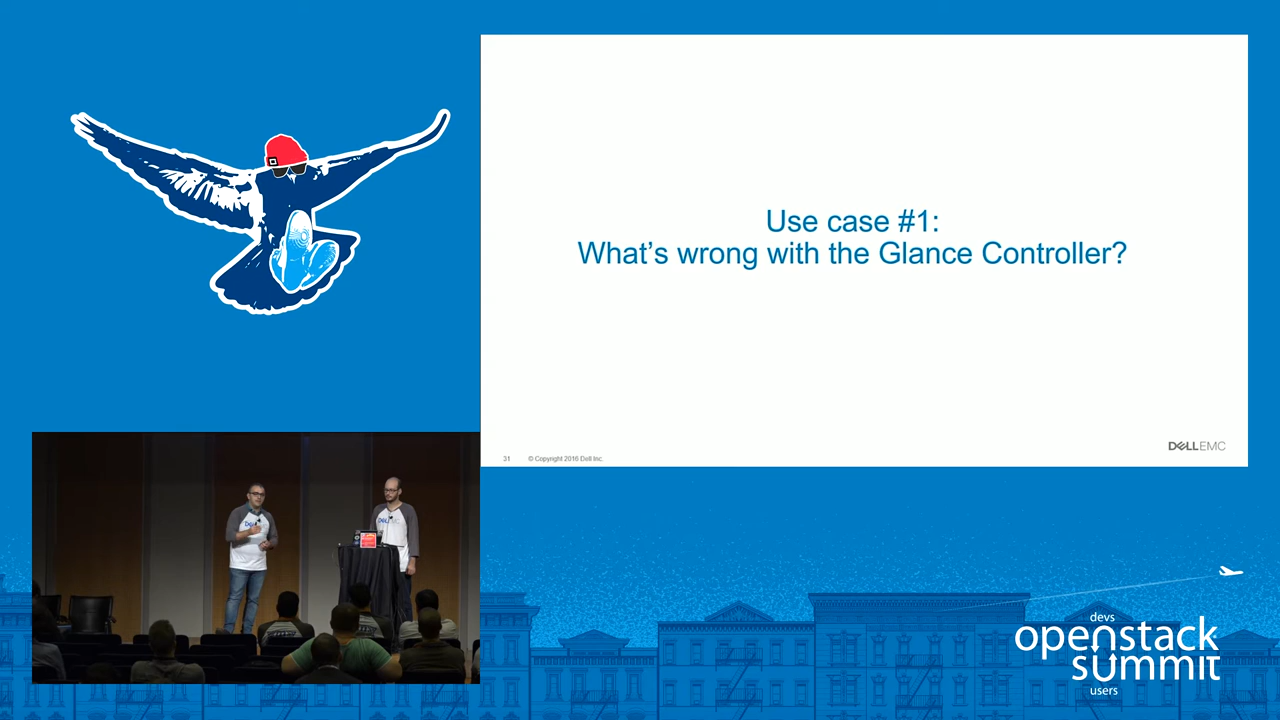 Use case #1:
What's wrong with the Glance Controller?
31 © Copyright 2016 Dell Inc.
DELLEMC
DELLEMC
devs
openstack
summit
users